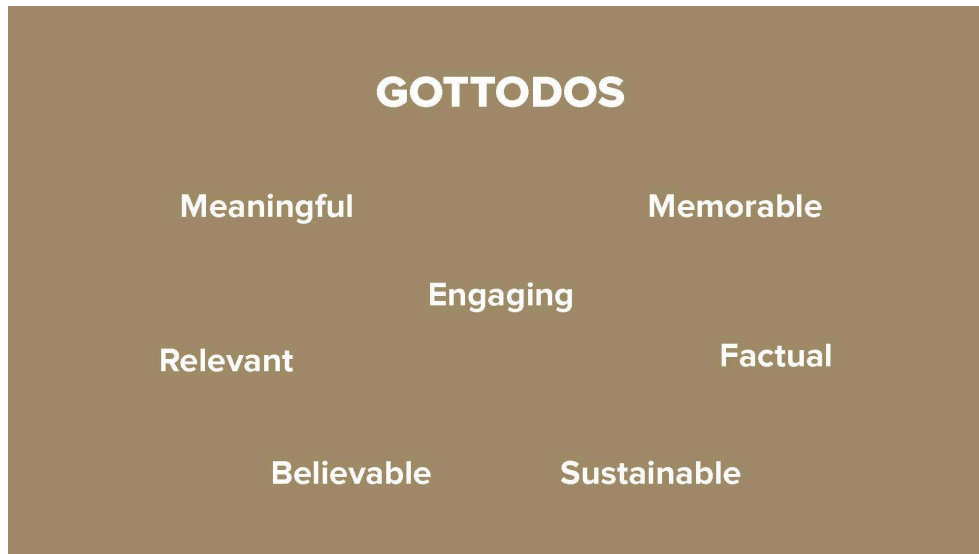 GOTTODOS
Meaningful
Memorable
Engaging
Relevant
Factual
Believable
Sustainable